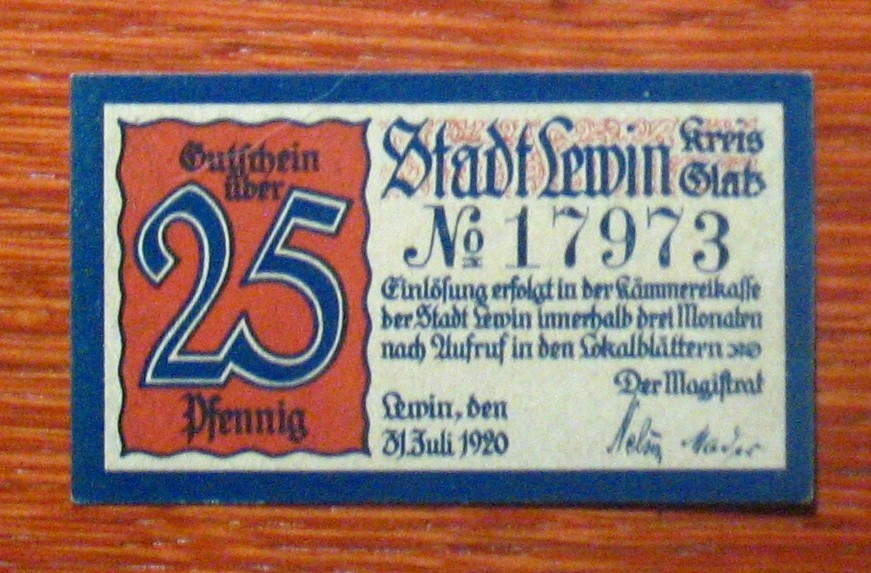 Gutschein
über
25
Pfennig
Stadt Lewin Kreis
Glatz
No 17973
Einlösung erfolgt in der Kämmereikasse
der Stadt Lewin innerhalb drei Monaten
nach Aufruf in den Lokalblättern
Der Magistrat
Lewin, den
31. Juli 1920